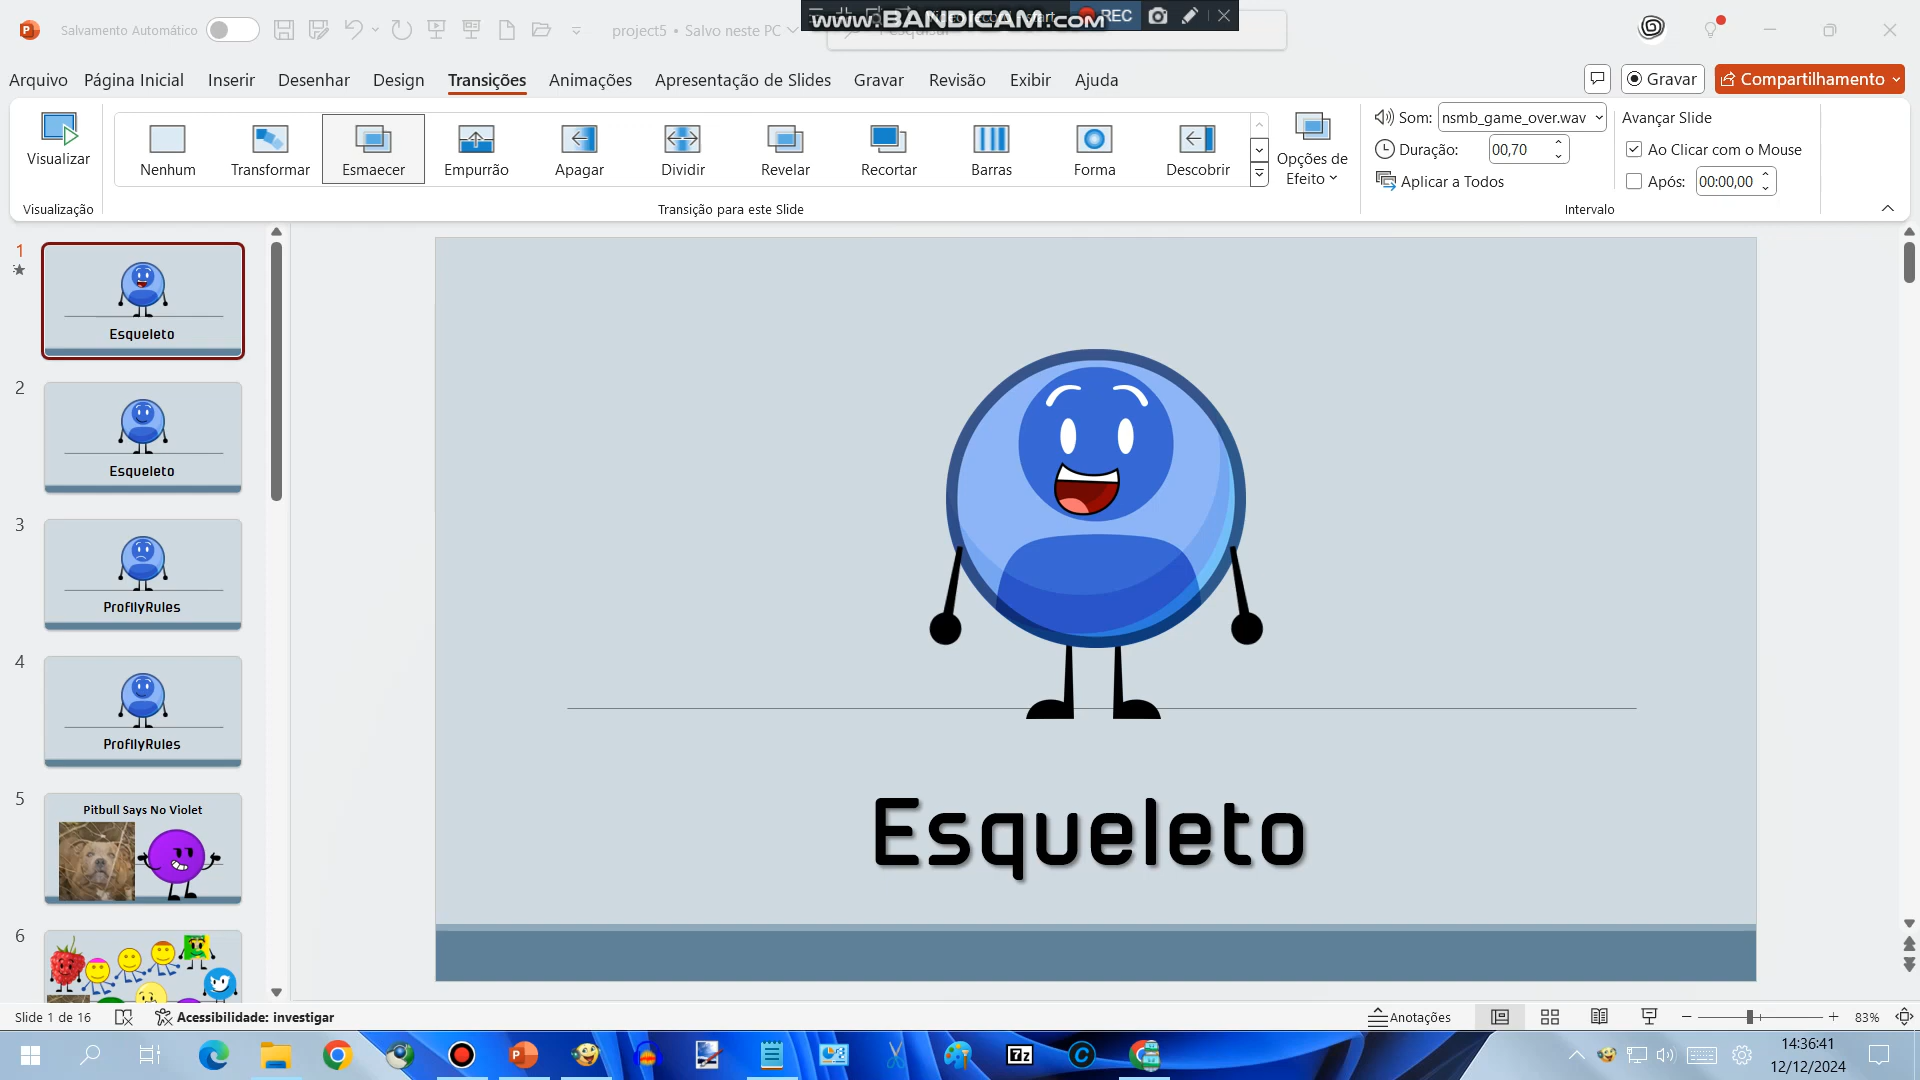 www.BANDICAM.com
REC
Salvamento Automático
project5 • Salvo neste PC
Arquivo
Página Inicial
Inserir
Desenhar
Design
Transições
Animações
Apresentação de Slides
Gravar
Revisão
Exibir
Ajuda
Gravar
Compartilhamento
Visualizar
Nenhum
Transformar
Esmaecer
Empurrão
Apagar
Dividir
Revelar
Recortar
Barras
Forma
Descobrir
Opções de
Efeito
Som: nsmb_game_over.wav
Duração: 00,70
Aplicar a Todos
Avançar Slide
Ao Clicar com o Mouse
Após: 00:00,00
Visualização
Transição para este Slide
Intervalo
1
Esqueleto
2
Esqueleto
3
ProfilyRules
4
ProfilyRules
5
Pitbull Says No Violet
6
Esqueleto
Slide 1 de 16
Acessibilidade: investigar
Anotações
83%
7z
14:36:41
12/12/2024